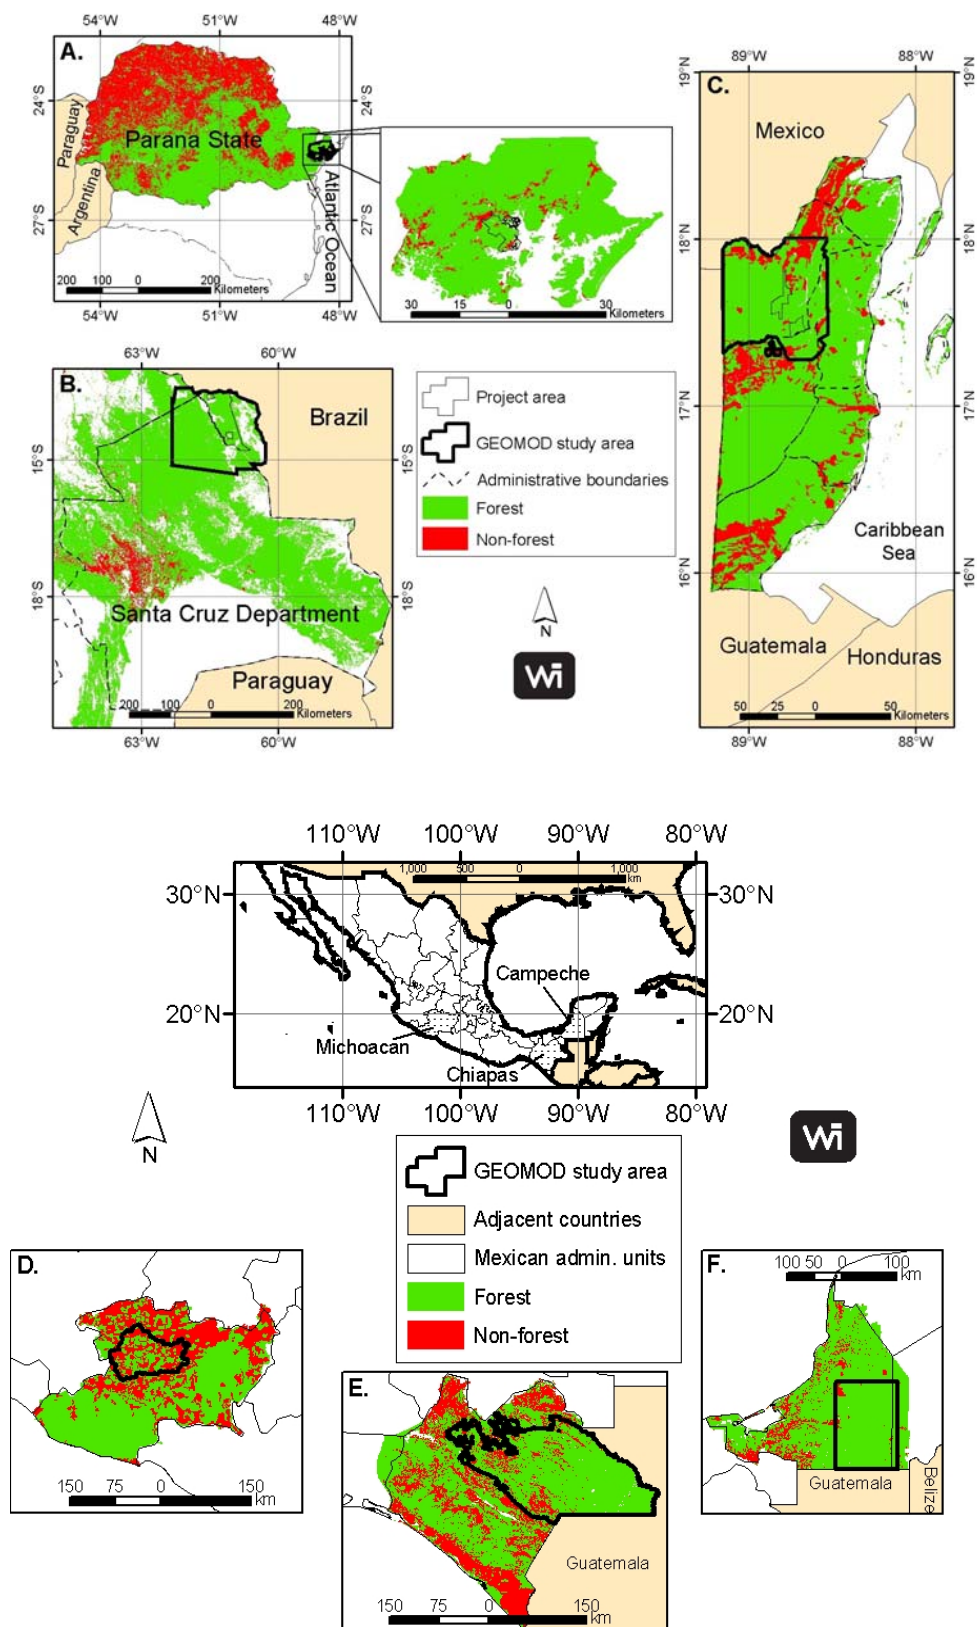 54°W 51°W 48°W
A.
24°S
24°S
Paraguay
Parana State
Argentina
Atlantic Ocean
27°S
27°S
200 100 0 200
Kilometers
30 15 0 30
Kilometers
54°W 51°W 48°W
63°W 60°W
B.
Brazil
15°S
15°S
18°S
18°S
Santa Cruz Department
Paraguay
200 100 0 200
Kilometers
63°W 60°W
Project area
GEOMOD study area
Administrative boundaries
Forest
Non-forest
N
Wi
89°W 88°W
19°N
19°N
C.
Mexico
18°N
18°N
17°N
17°N
Caribbean
Sea
16°N
16°N
Guatemala
Honduras
50 25 0 50
Kilometers
89°W 88°W
110°W 100°W 90°W 80°W
1,000 500 0 1,000
km
30°N
30°N
Campeche
20°N
20°N
Michoacan
Chiapas
110°W 100°W 90°W 80°W
N
Wi
GEOMOD study area
Adjacent countries
Mexican admin. units
Forest
Non-forest
D.
150 75 0 150
km
E.
Guatemala
150 75 0 150
km
F.
100 50 0 100
km
Guatemala
Belize